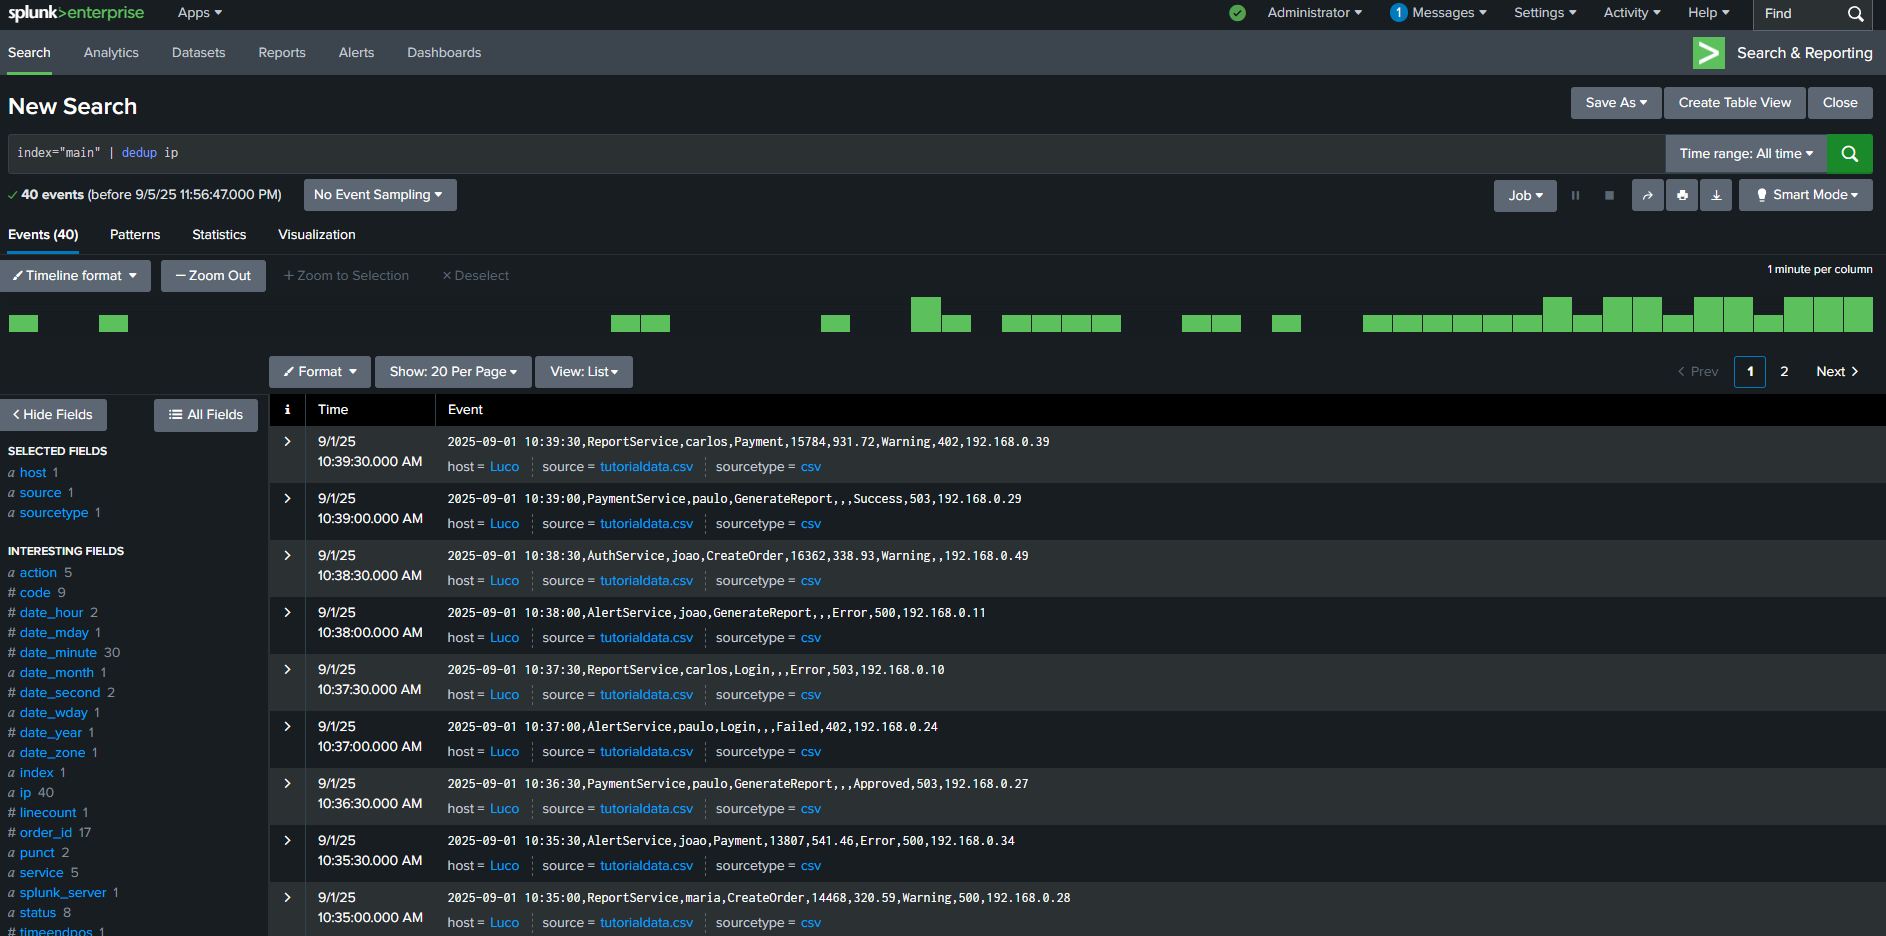 splunk>enterprise Apps Administrator 1 Messages Settings Activity Help Find
Search Analytics Datasets Reports Alerts Dashboards Search & Reporting
New Search Save As Create Table View Close
index="main" | dedup ip Time range: All time
40 events (before 9/5/25 11:56:47.000 PM) No Event Sampling Job Smart Mode
Events (40) Patterns Statistics Visualization
Timeline format — Zoom Out + Zoom to Selection × Deselect 1 minute per column
Format Show: 20 Per Page View: List < Prev 1 2 Next >
< Hide Fields All Fields
SELECTED FIELDS
a host 1
a source 1
a sourcetype 1
INTERESTING FIELDS
a action 5
# code 9
# date_hour 2
# date_mday 1
# date_minute 30
a date_month 1
# date_second 2
a date_wday 1
# date_year 1
a date_zone 1
a index 1
a ip 40
# linecount 1
# order_id 17
a punct 2
a service 5
a splunk_server 1
a status 8
# timeendpos 1
i Time Event
9/1/25
10:39:30.000 AM
2025-09-01 10:39:30,ReportService,carlos,Payment,15784,931.72,Warning,402,192.168.0.39
host = Luco source = tutorialdata.csv sourcetype = csv
9/1/25
10:39:00.000 AM
2025-09-01 10:39:00,PaymentService,paulo,GenerateReport,,,Success,503,192.168.0.29
host = Luco source = tutorialdata.csv sourcetype = csv
9/1/25
10:38:30.000 AM
2025-09-01 10:38:30,AuthService,joao,CreateOrder,16362,338.93,Warning,,192.168.0.49
host = Luco source = tutorialdata.csv sourcetype = csv
9/1/25
10:38:00.000 AM
2025-09-01 10:38:00,AlertService,joao,GenerateReport,,,Error,500,192.168.0.11
host = Luco source = tutorialdata.csv sourcetype = csv
9/1/25
10:37:30.000 AM
2025-09-01 10:37:30,ReportService,carlos,Login,,,Error,503,192.168.0.10
host = Luco source = tutorialdata.csv sourcetype = csv
9/1/25
10:37:00.000 AM
2025-09-01 10:37:00,AlertService,paulo,Login,,,Failed,402,192.168.0.24
host = Luco source = tutorialdata.csv sourcetype = csv
9/1/25
10:36:30.000 AM
2025-09-01 10:36:30,PaymentService,paulo,GenerateReport,,,Approved,503,192.168.0.27
host = Luco source = tutorialdata.csv sourcetype = csv
9/1/25
10:35:30.000 AM
2025-09-01 10:35:30,AlertService,joao,Payment,13807,541.46,Error,500,192.168.0.34
host = Luco source = tutorialdata.csv sourcetype = csv
9/1/25
10:35:00.000 AM
2025-09-01 10:35:00,ReportService,maria,CreateOrder,14468,320.59,Warning,500,192.168.0.28
host = Luco source = tutorialdata.csv sourcetype = csv